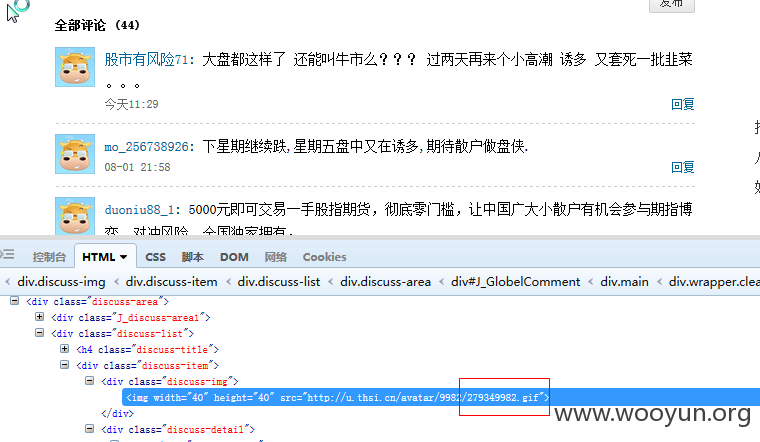 发布
全部评论 (44)
股市有风险71: 大盘都这样了 还能叫牛市么？？？ 过两天再来个小高潮 诱多 又套死一批韭菜
。。。
今天11:29
回复
mo_256738926: 下星期继续跌,星期五盘中又在诱多,期待散户做盘侠.
08-01 21:58
回复
duoniu88_1: 5000元即可交易一手股指期货，彻底零门槛，让中国广大小散户有机会参与期指博
弈，对冲风险，全国独家拥有。
控制台 HTML CSS 脚本 DOM 网络 Cookies
div.discuss-img < div.discuss-item < div.discuss-list < div.discuss-area < div#J_GlobelComment < div.main < div.wrapper.clea
<div class="discuss-area">
<div class="J_discuss-area1">
<div class="discuss-list">
<h4 class="discuss-title">
<div class="discuss-item">
<div class="discuss-img">
<img width="40" height="40" src="http://u.thsi.cn/avatar/9982/279349982.gif">
</div>
<div class="discuss-detail">
www.wooyun.org